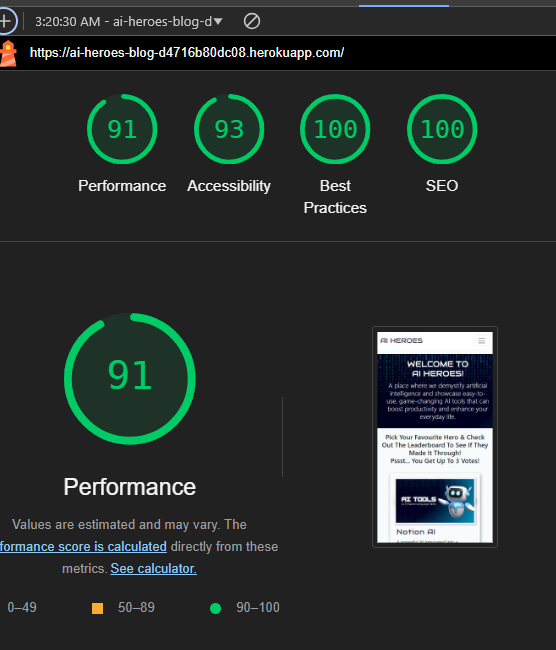 3:20:30 AM - ai-heroes-blog-d
https://ai-heroes-blog-d4716b80dc08.herokuapp.com/
91
93
100
100
Performance
Accessibility
Best
Practices
SEO
91
Performance
Values are estimated and may vary. The
formance score is calculated directly from these
metrics. See calculator.
0–49
50–89
90–100
AI HEROES
WELCOME TO
AI HEROES!
A place where we demystify artificial
intelligence and showcase easy-to-
use, game-changing AI tools that can
boost productivity and enhance your
everyday life.
Pick Your Favourite Hero & Check
Out The Leaderboard To See If They
Made It Through!
Pssst... You Get Up To 3 Votes!
AI TOOLS
Notion AI